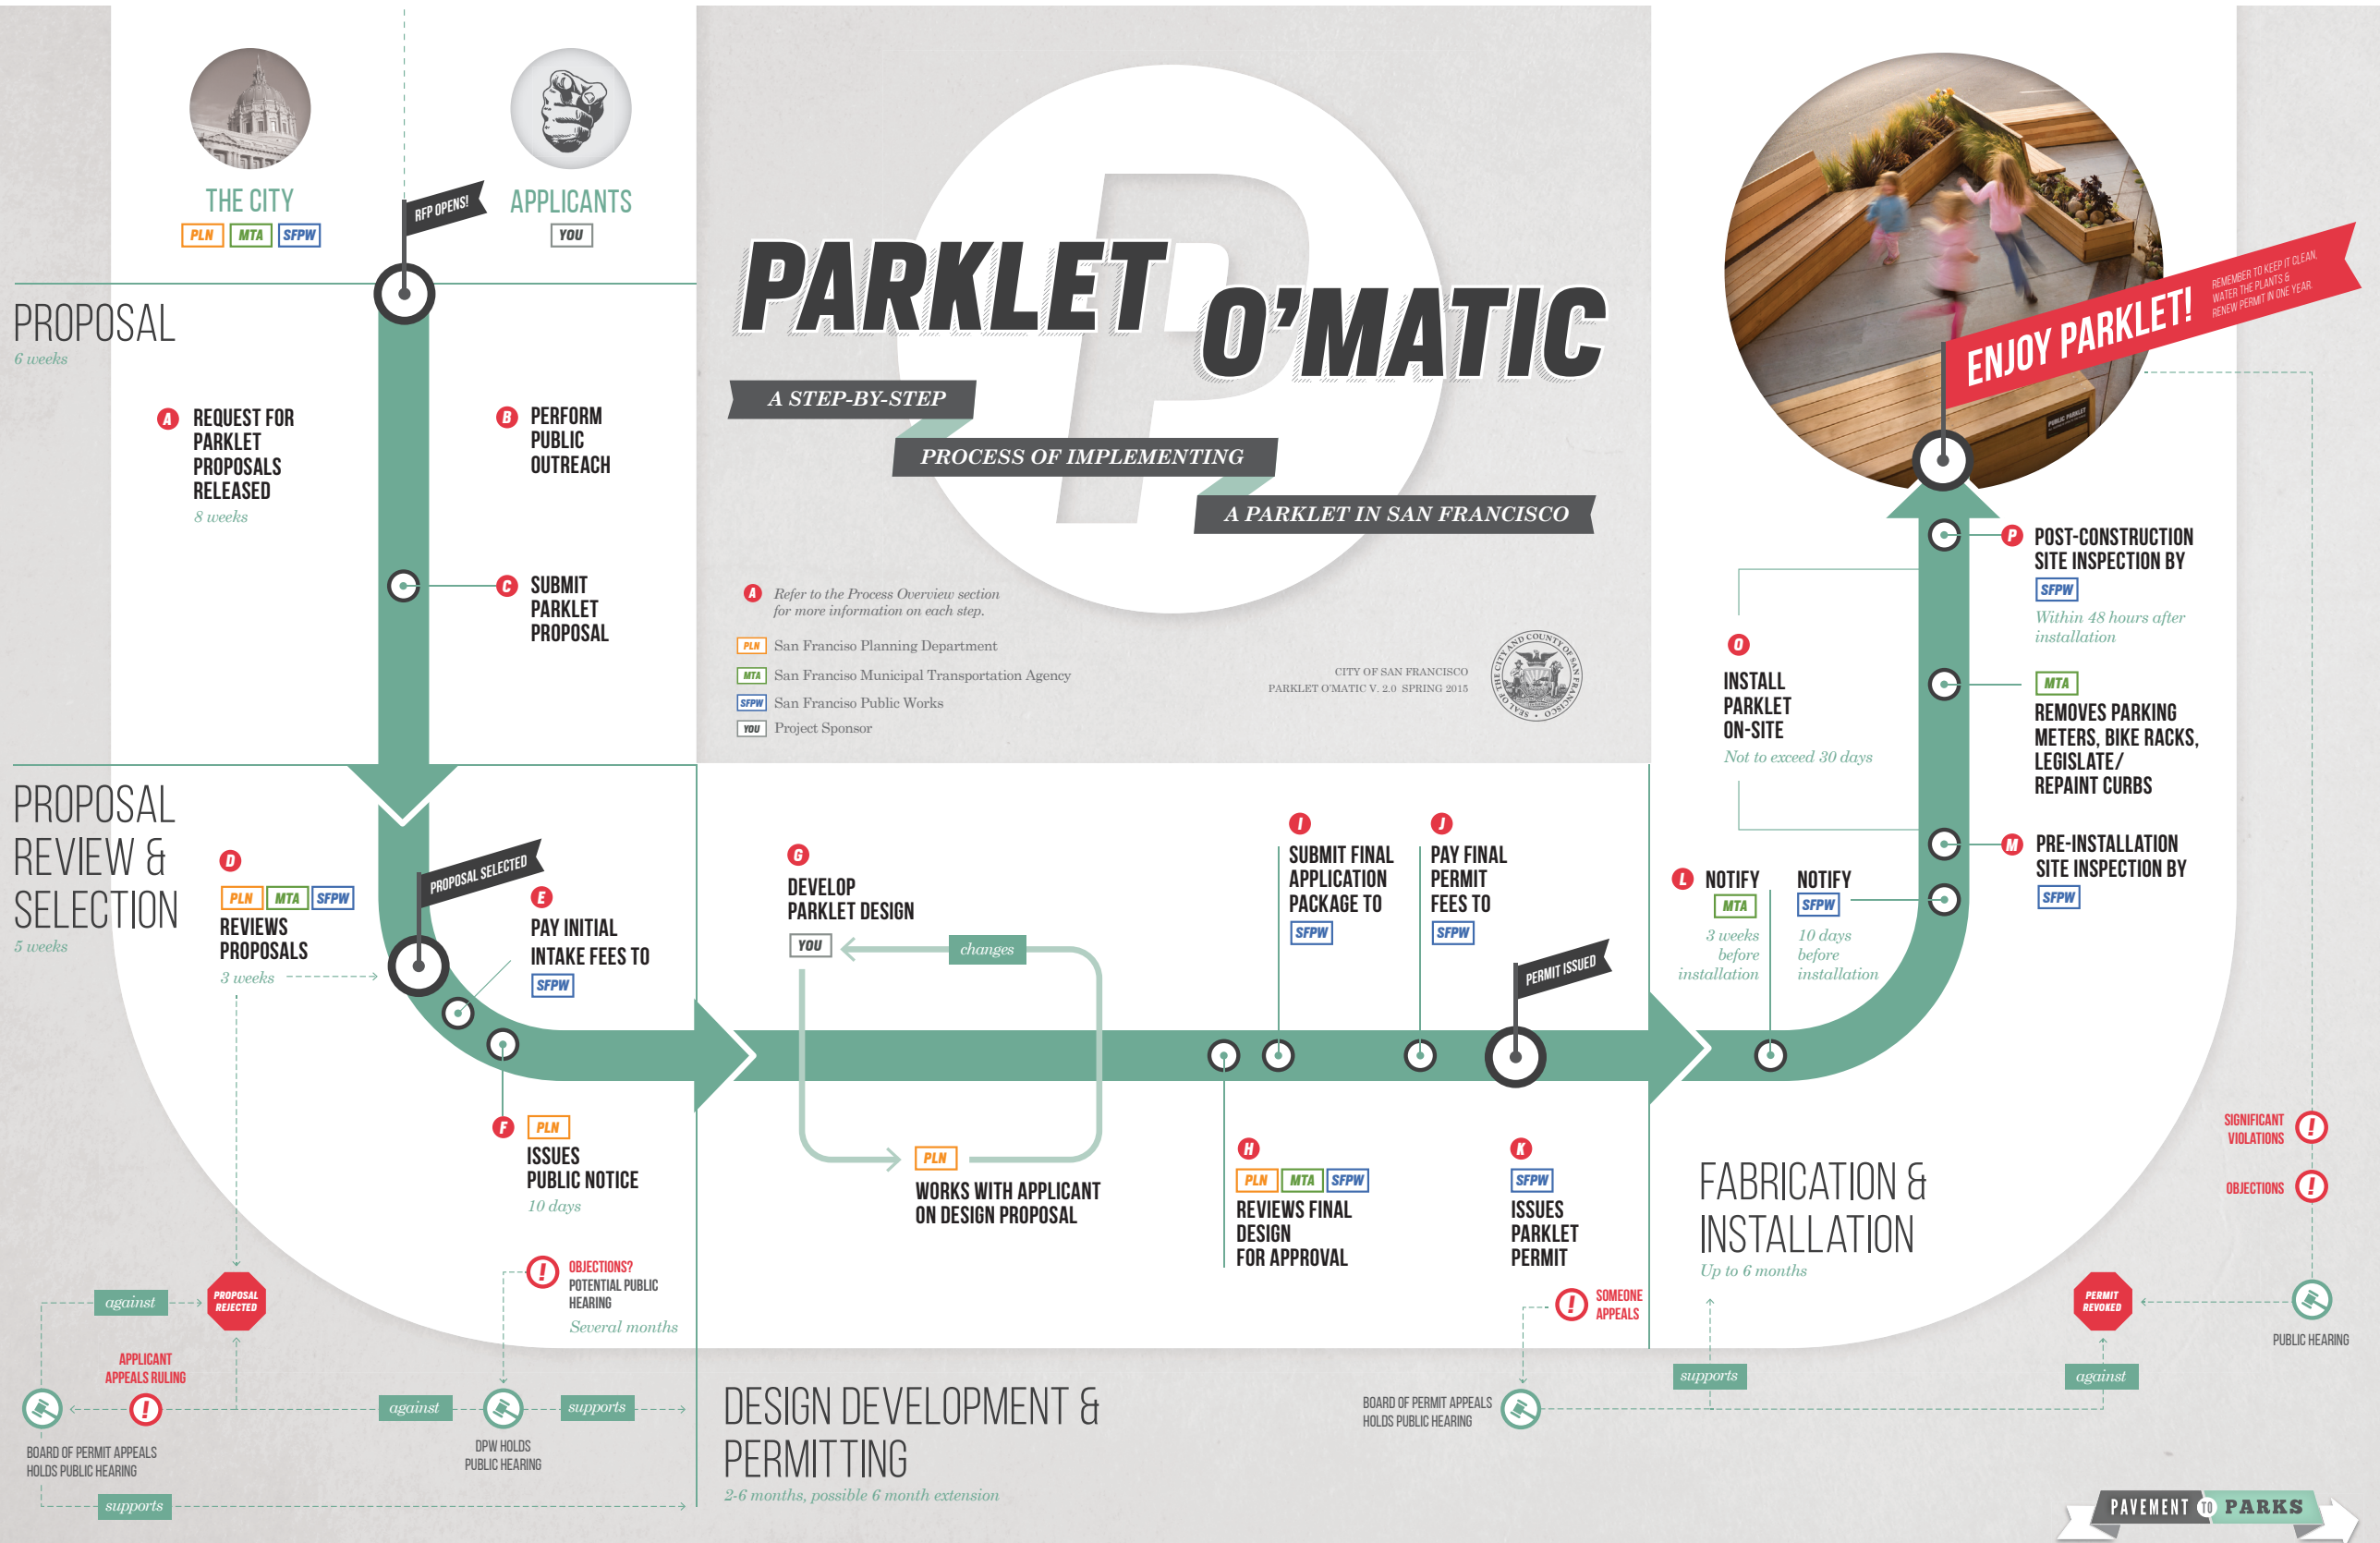 THE CITY
PLN MTA SFPW
RFP OPENS!
APPLICANTS
YOU
PROPOSAL
6 weeks
A REQUEST FOR
PARKLET
PROPOSALS
RELEASED
8 weeks
B PERFORM
PUBLIC
OUTREACH
C SUBMIT
PARKLET
PROPOSAL
P
PARKLET
O'MATIC
A STEP-BY-STEP
PROCESS OF IMPLEMENTING
A PARKLET IN SAN FRANCISCO
A Refer to the Process Overview section
for more information on each step.
PLN San Franciso Planning Department
MTA San Franciso Municipal Transportation Agency
SFPW San Franciso Public Works
YOU Project Sponsor
CITY OF SAN FRANCISCO
PARKLET O'MATIC V. 2.0 SPRING 2015
SEAL OF THE CITY AND COUNTY OF SAN FRANCISCO
PROPOSAL
REVIEW &
SELECTION
5 weeks
D
PLN MTA SFPW
REVIEWS
PROPOSALS
3 weeks
PROPOSAL SELECTED
E
PAY INITIAL
INTAKE FEES TO
SFPW
F PLN
ISSUES
PUBLIC NOTICE
10 days
OBJECTIONS?
POTENTIAL PUBLIC
HEARING
Several months
against
PROPOSAL
REJECTED
APPLICANT
APPEALS RULING
against
supports
BOARD OF PERMIT APPEALS
HOLDS PUBLIC HEARING
DPW HOLDS
PUBLIC HEARING
supports
G
DEVELOP
PARKLET DESIGN
YOU
changes
PLN
WORKS WITH APPLICANT
ON DESIGN PROPOSAL
H
PLN MTA SFPW
REVIEWS FINAL
DESIGN
FOR APPROVAL
I
SUBMIT FINAL
APPLICATION
PACKAGE TO
SFPW
J
PAY FINAL
PERMIT
FEES TO
SFPW
PERMIT ISSUED
K
SFPW
ISSUES
PARKLET
PERMIT
SOMEONE
APPEALS
BOARD OF PERMIT APPEALS
HOLDS PUBLIC HEARING
DESIGN DEVELOPMENT &
PERMITTING
2-6 months, possible 6 month extension
L NOTIFY
MTA
3 weeks
before
installation
NOTIFY
SFPW
10 days
before
installation
M PRE-INSTALLATION
SITE INSPECTION BY
SFPW
MTA
REMOVES PARKING
METERS, BIKE RACKS,
LEGISLATE/
REPAINT CURBS
O
INSTALL
PARKLET
ON-SITE
Not to exceed 30 days
P POST-CONSTRUCTION
SITE INSPECTION BY
SFPW
Within 48 hours after
installation
PUBLIC PARKLET
ENJOY PARKLET!
REMEMBER TO KEEP IT CLEAN,
WATER THE PLANTS &
RENEW PERMIT IN ONE YEAR.
FABRICATION &
INSTALLATION
Up to 6 months
supports
against
PERMIT
REVOKED
SIGNIFICANT
VIOLATIONS
OBJECTIONS
PUBLIC HEARING
PAVEMENT TO PARKS